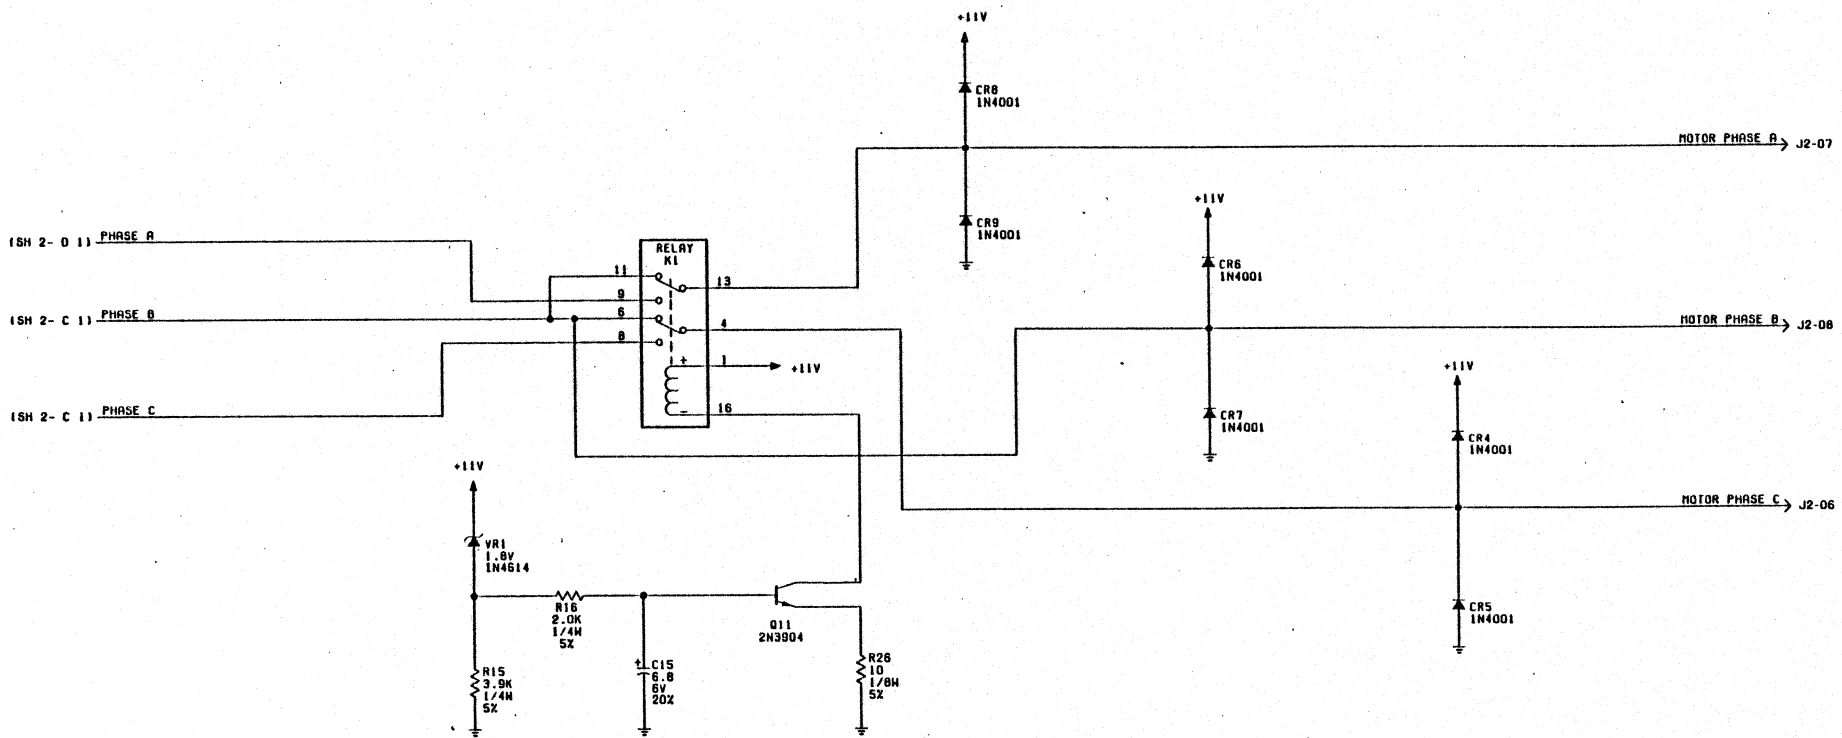 +11V
CR8
1N4001
MOTOR PHASE A
J2-07
+11V
CR9
1N4001
(SH 2- D 1) PHASE A
RELAY
K1
11
13
CR6
1N4001
9
(SH 2- C 1) PHASE B
6
4
MOTOR PHASE B
J2-08
8
1
+11V
+11V
(SH 2- C 1) PHASE C
+
-
16
CR7
1N4001
CR4
1N4001
+11V
MOTOR PHASE C
J2-06
VR1
1.8V
1N4614
R16
2.0K
1/4W
5%
Q11
2N3904
CR5
1N4001
R15
3.9K
1/4W
5%
+
C15
6.8
6V
20%
R26
10
1/8W
5%